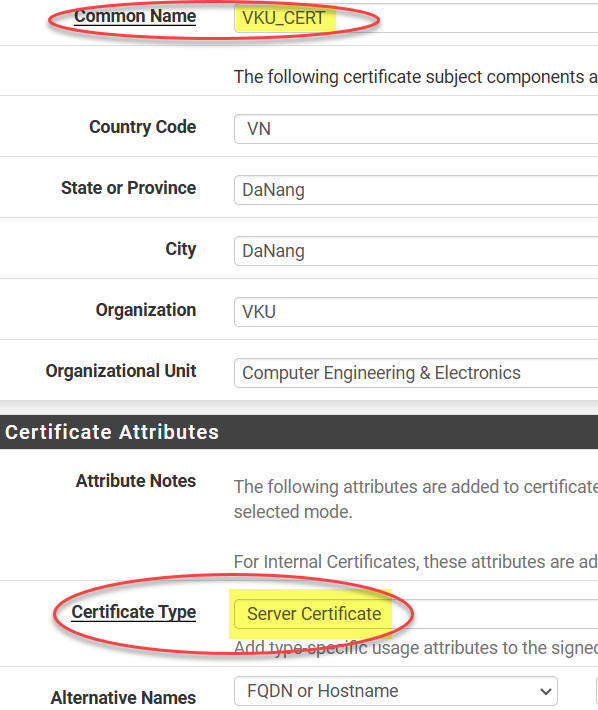 Common Name VKU_CERT
The following certificate subject components a
Country Code VN
State or Province DaNang
City DaNang
Organization VKU
Organizational Unit Computer Engineering & Electronics
Certificate Attributes
Attribute Notes The following attributes are added to certificate
selected mode.
For Internal Certificates, these attributes are ad
Certificate Type Server Certificate
Add type-specific usage attributes to the signed
Alternative Names FQDN or Hostname